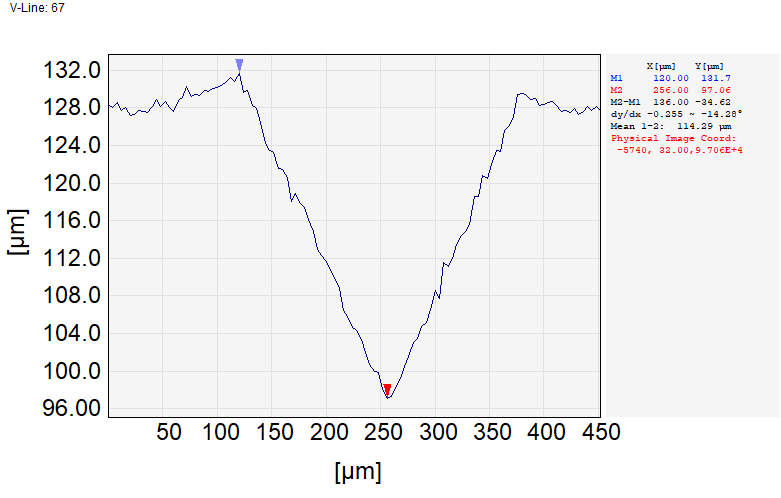 V-Line: 67
132.0
128.0
124.0
120.0
116.0
112.0
108.0
104.0
100.0
96.00
[µm]
50 100 150 200 250 300 350 400 450
[µm]
X[µm] Y[µm]
M1 120.00 131.7
M2 256.00 97.06
M2-M1 136.00 -34.62
dy/dx -0.255 ~ -14.28°
Mean 1-2: 114.29 µm
Physical Image Coord:
-5740, 32.00,9.706E+4